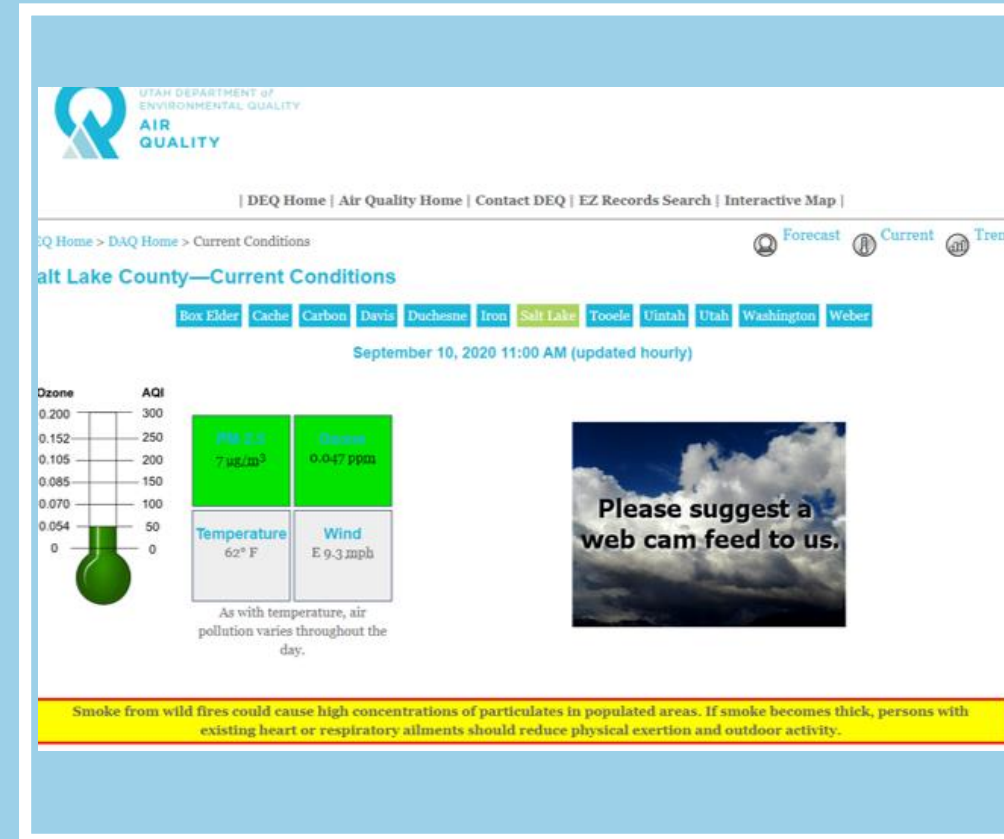 UTAH DEPARTMENT of
ENVIRONMENTAL QUALITY
AIR
QUALITY
| DEQ Home | Air Quality Home | Contact DEQ | EZ Records Search | Interactive Map |
EQ Home > DAQ Home > Current Conditions
Forecast Current Tren
alt Lake County—Current Conditions
Box Elder Cache Carbon Davis Duchesne Iron Salt Lake Tooele Uintah Utah Washington Weber
September 10, 2020 11:00 AM (updated hourly)
Ozone AQI
0.200 300
0.152 250
0.105 200
0.085 150
0.070 100
0.054 50
0 0
PM 2.5 Ozone
7 µg/m³ 0.047 ppm
Temperature Wind
62° F E 9.3 mph
As with temperature, air
pollution varies throughout the
day.
Please suggest a
web cam feed to us.
Smoke from wild fires could cause high concentrations of particulates in populated areas. If smoke becomes thick, persons with
existing heart or respiratory ailments should reduce physical exertion and outdoor activity.